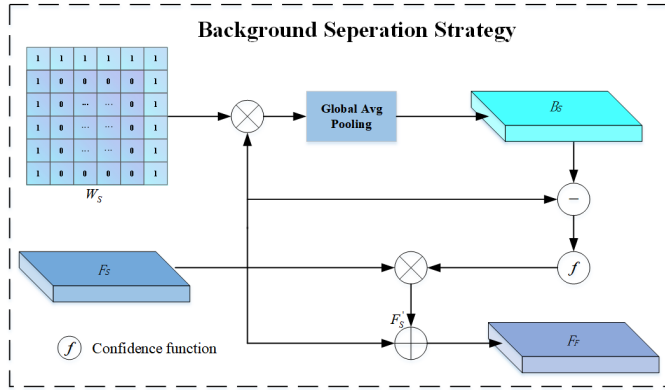 Background Seperation Strategy
1 1 1 1 1 1
1 0 0 0 0 1
1 0 ... ... 0 1
1 0 ... ... 0 1
1 0 ... ... 0 1
1 0 0 0 0 1
W_S
Global Avg
Pooling
B_S
−
F_S
f
F_S'
F_F
f Confidence function